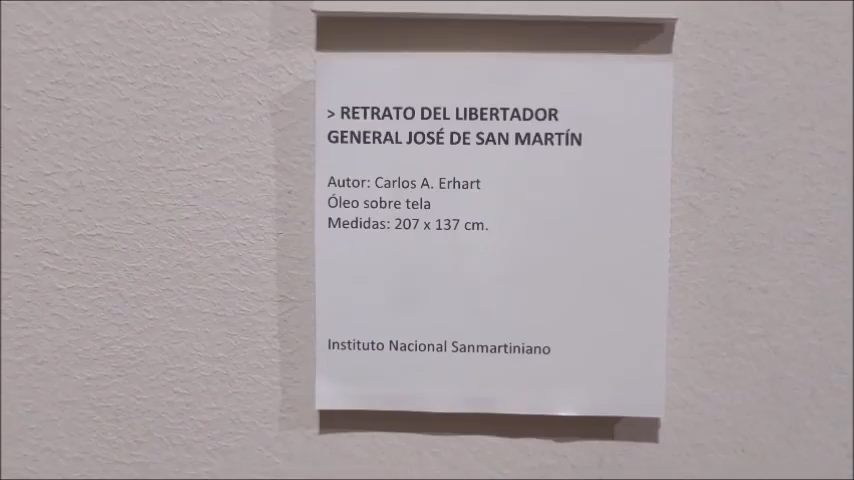 > RETRATO DEL LIBERTADOR
GENERAL JOSÉ DE SAN MARTÍN
Autor: Carlos A. Erhart
Óleo sobre tela
Medidas: 207 x 137 cm.
Instituto Nacional Sanmartiniano